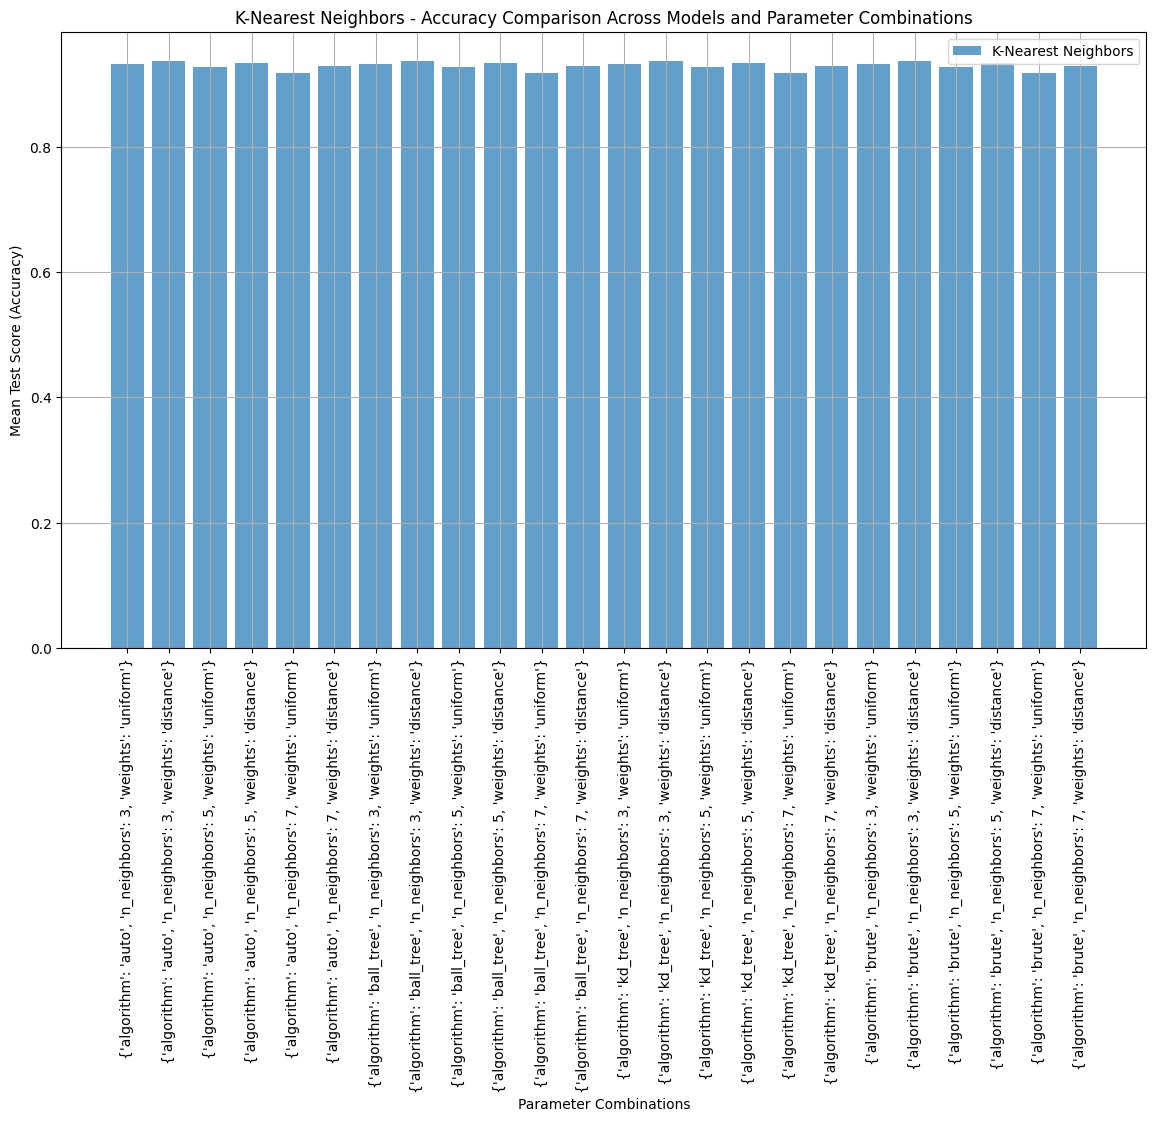 K-Nearest Neighbors - Accuracy Comparison Across Models and Parameter Combinations
K-Nearest Neighbors
Mean Test Score (Accuracy)
0.8
0.6
0.4
0.2
0.0
{'algorithm': 'auto', 'n_neighbors': 3, 'weights': 'uniform'}
{'algorithm': 'auto', 'n_neighbors': 3, 'weights': 'distance'}
{'algorithm': 'auto', 'n_neighbors': 5, 'weights': 'uniform'}
{'algorithm': 'auto', 'n_neighbors': 5, 'weights': 'distance'}
{'algorithm': 'auto', 'n_neighbors': 7, 'weights': 'uniform'}
{'algorithm': 'auto', 'n_neighbors': 7, 'weights': 'distance'}
{'algorithm': 'ball_tree', 'n_neighbors': 3, 'weights': 'uniform'}
{'algorithm': 'ball_tree', 'n_neighbors': 3, 'weights': 'distance'}
{'algorithm': 'ball_tree', 'n_neighbors': 5, 'weights': 'uniform'}
{'algorithm': 'ball_tree', 'n_neighbors': 5, 'weights': 'distance'}
{'algorithm': 'ball_tree', 'n_neighbors': 7, 'weights': 'uniform'}
{'algorithm': 'ball_tree', 'n_neighbors': 7, 'weights': 'distance'}
{'algorithm': 'kd_tree', 'n_neighbors': 3, 'weights': 'uniform'}
{'algorithm': 'kd_tree', 'n_neighbors': 3, 'weights': 'distance'}
{'algorithm': 'kd_tree', 'n_neighbors': 5, 'weights': 'uniform'}
{'algorithm': 'kd_tree', 'n_neighbors': 5, 'weights': 'distance'}
{'algorithm': 'kd_tree', 'n_neighbors': 7, 'weights': 'uniform'}
{'algorithm': 'kd_tree', 'n_neighbors': 7, 'weights': 'distance'}
{'algorithm': 'brute', 'n_neighbors': 3, 'weights': 'uniform'}
{'algorithm': 'brute', 'n_neighbors': 3, 'weights': 'distance'}
{'algorithm': 'brute', 'n_neighbors': 5, 'weights': 'uniform'}
{'algorithm': 'brute', 'n_neighbors': 5, 'weights': 'distance'}
{'algorithm': 'brute', 'n_neighbors': 7, 'weights': 'uniform'}
{'algorithm': 'brute', 'n_neighbors': 7, 'weights': 'distance'}
Parameter Combinations